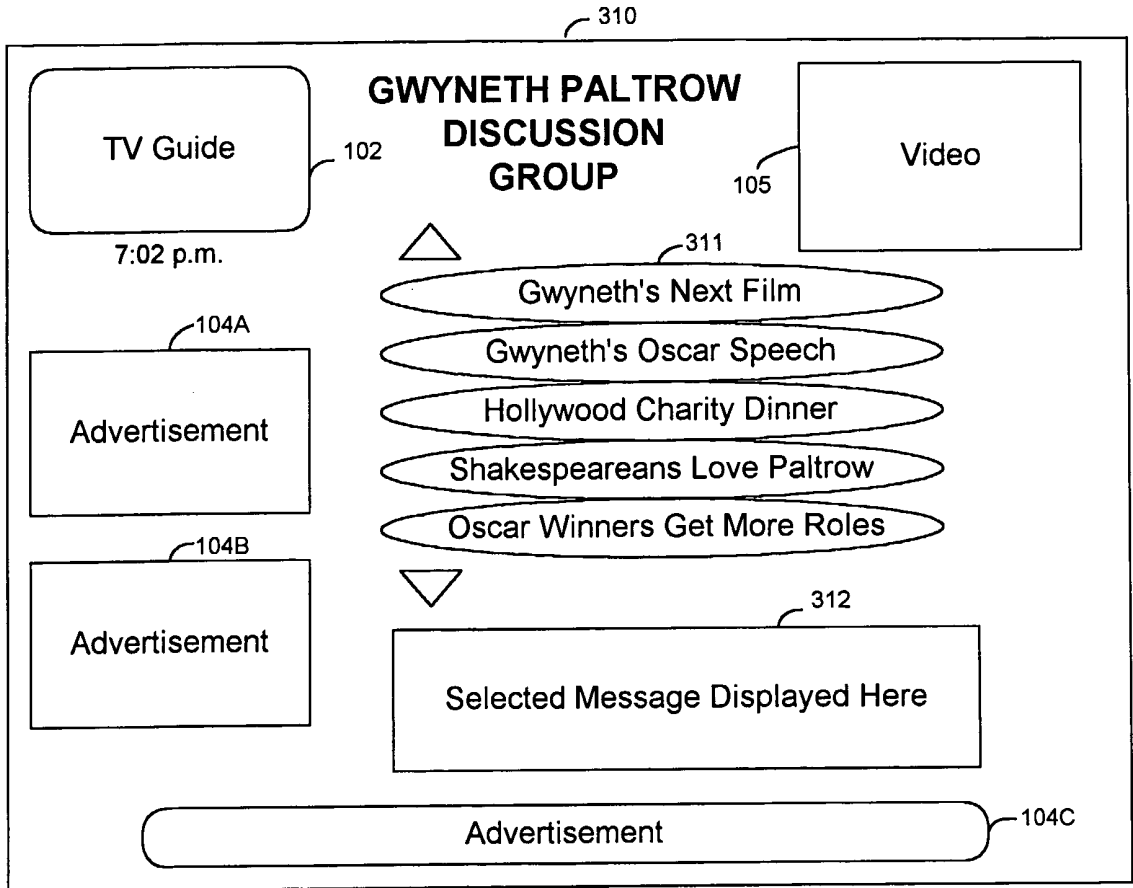 310
GWYNETH PALTROW
DISCUSSION
GROUP
TV Guide
102
7:02 p.m.
Video
105
311
Gwyneth's Next Film
Gwyneth's Oscar Speech
Hollywood Charity Dinner
Shakespeareans Love Paltrow
Oscar Winners Get More Roles
104A
Advertisement
104B
Advertisement
312
Selected Message Displayed Here
Advertisement
104C